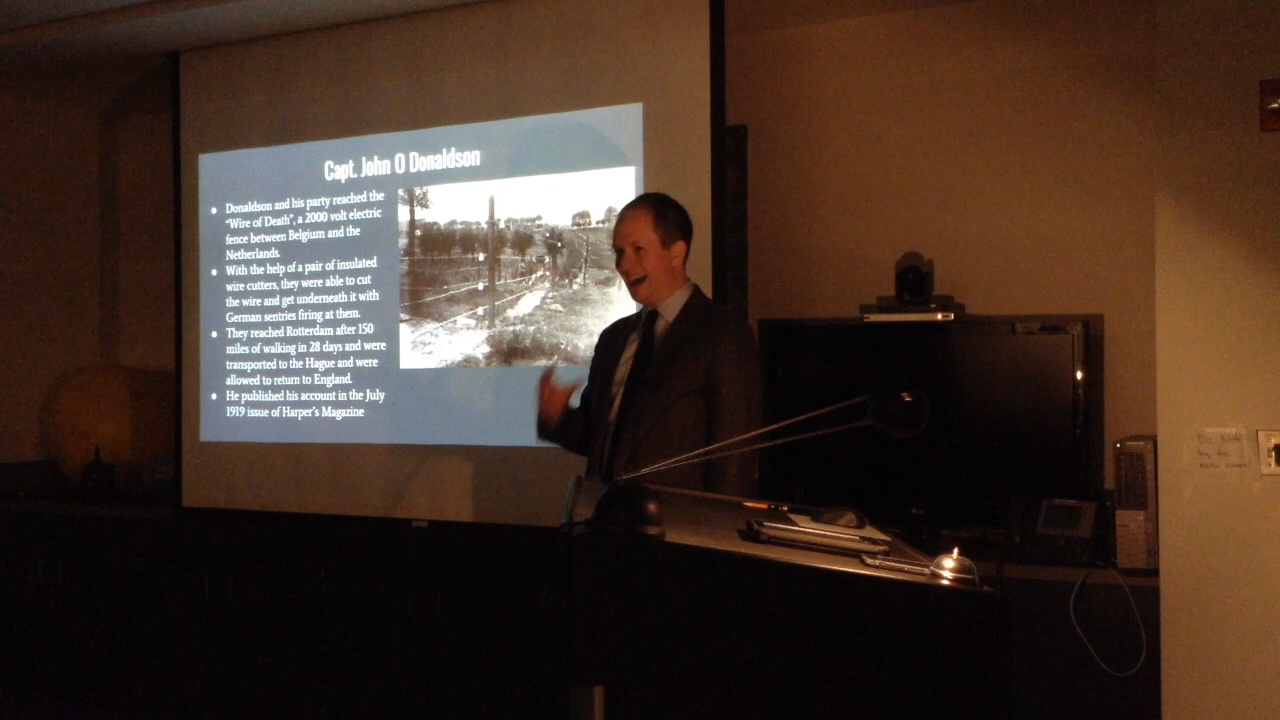 Capt. John O Donaldson
Donaldson and his party reached the
"Wire of Death", a 2000 volt electric
fence between Belgium and the
Netherlands.
With the help of a pair of insulated
wire cutters, they were able to cut
the wire and get underneath it with
German sentries firing at them.
They reached Rotterdam after 150
miles of walking in 28 days and were
transported to the Hague and were
allowed to return to England.
He published his account in the July
1919 issue of Harper's Magazine
Do Not
try to